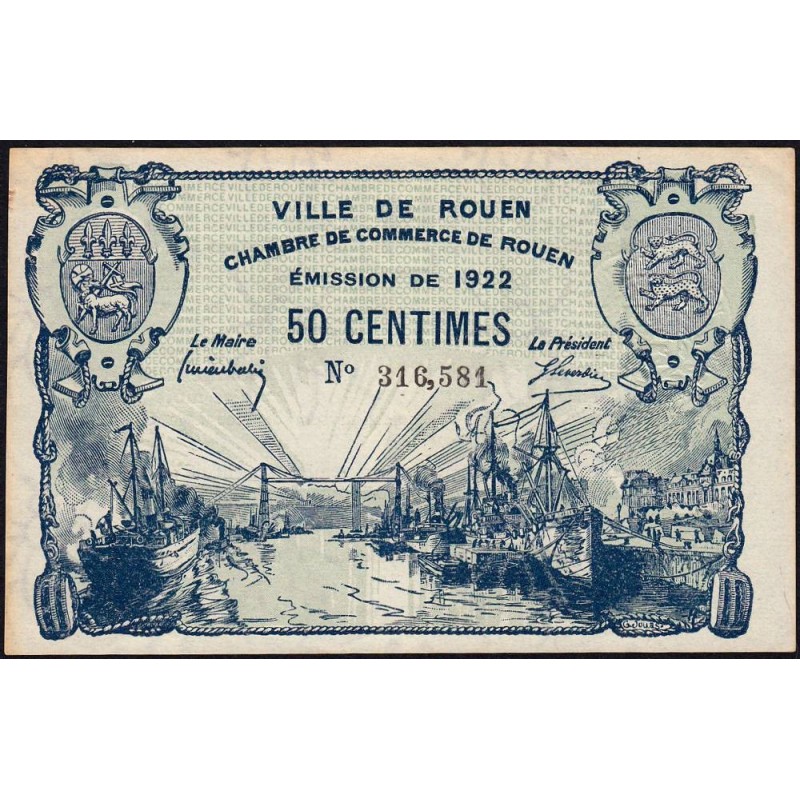 VILLE DE ROUEN
CHAMBRE DE COMMERCE DE ROUEN
ÉMISSION DE 1922
50 CENTIMES
Le Maire
Le Président
Nº 316,581